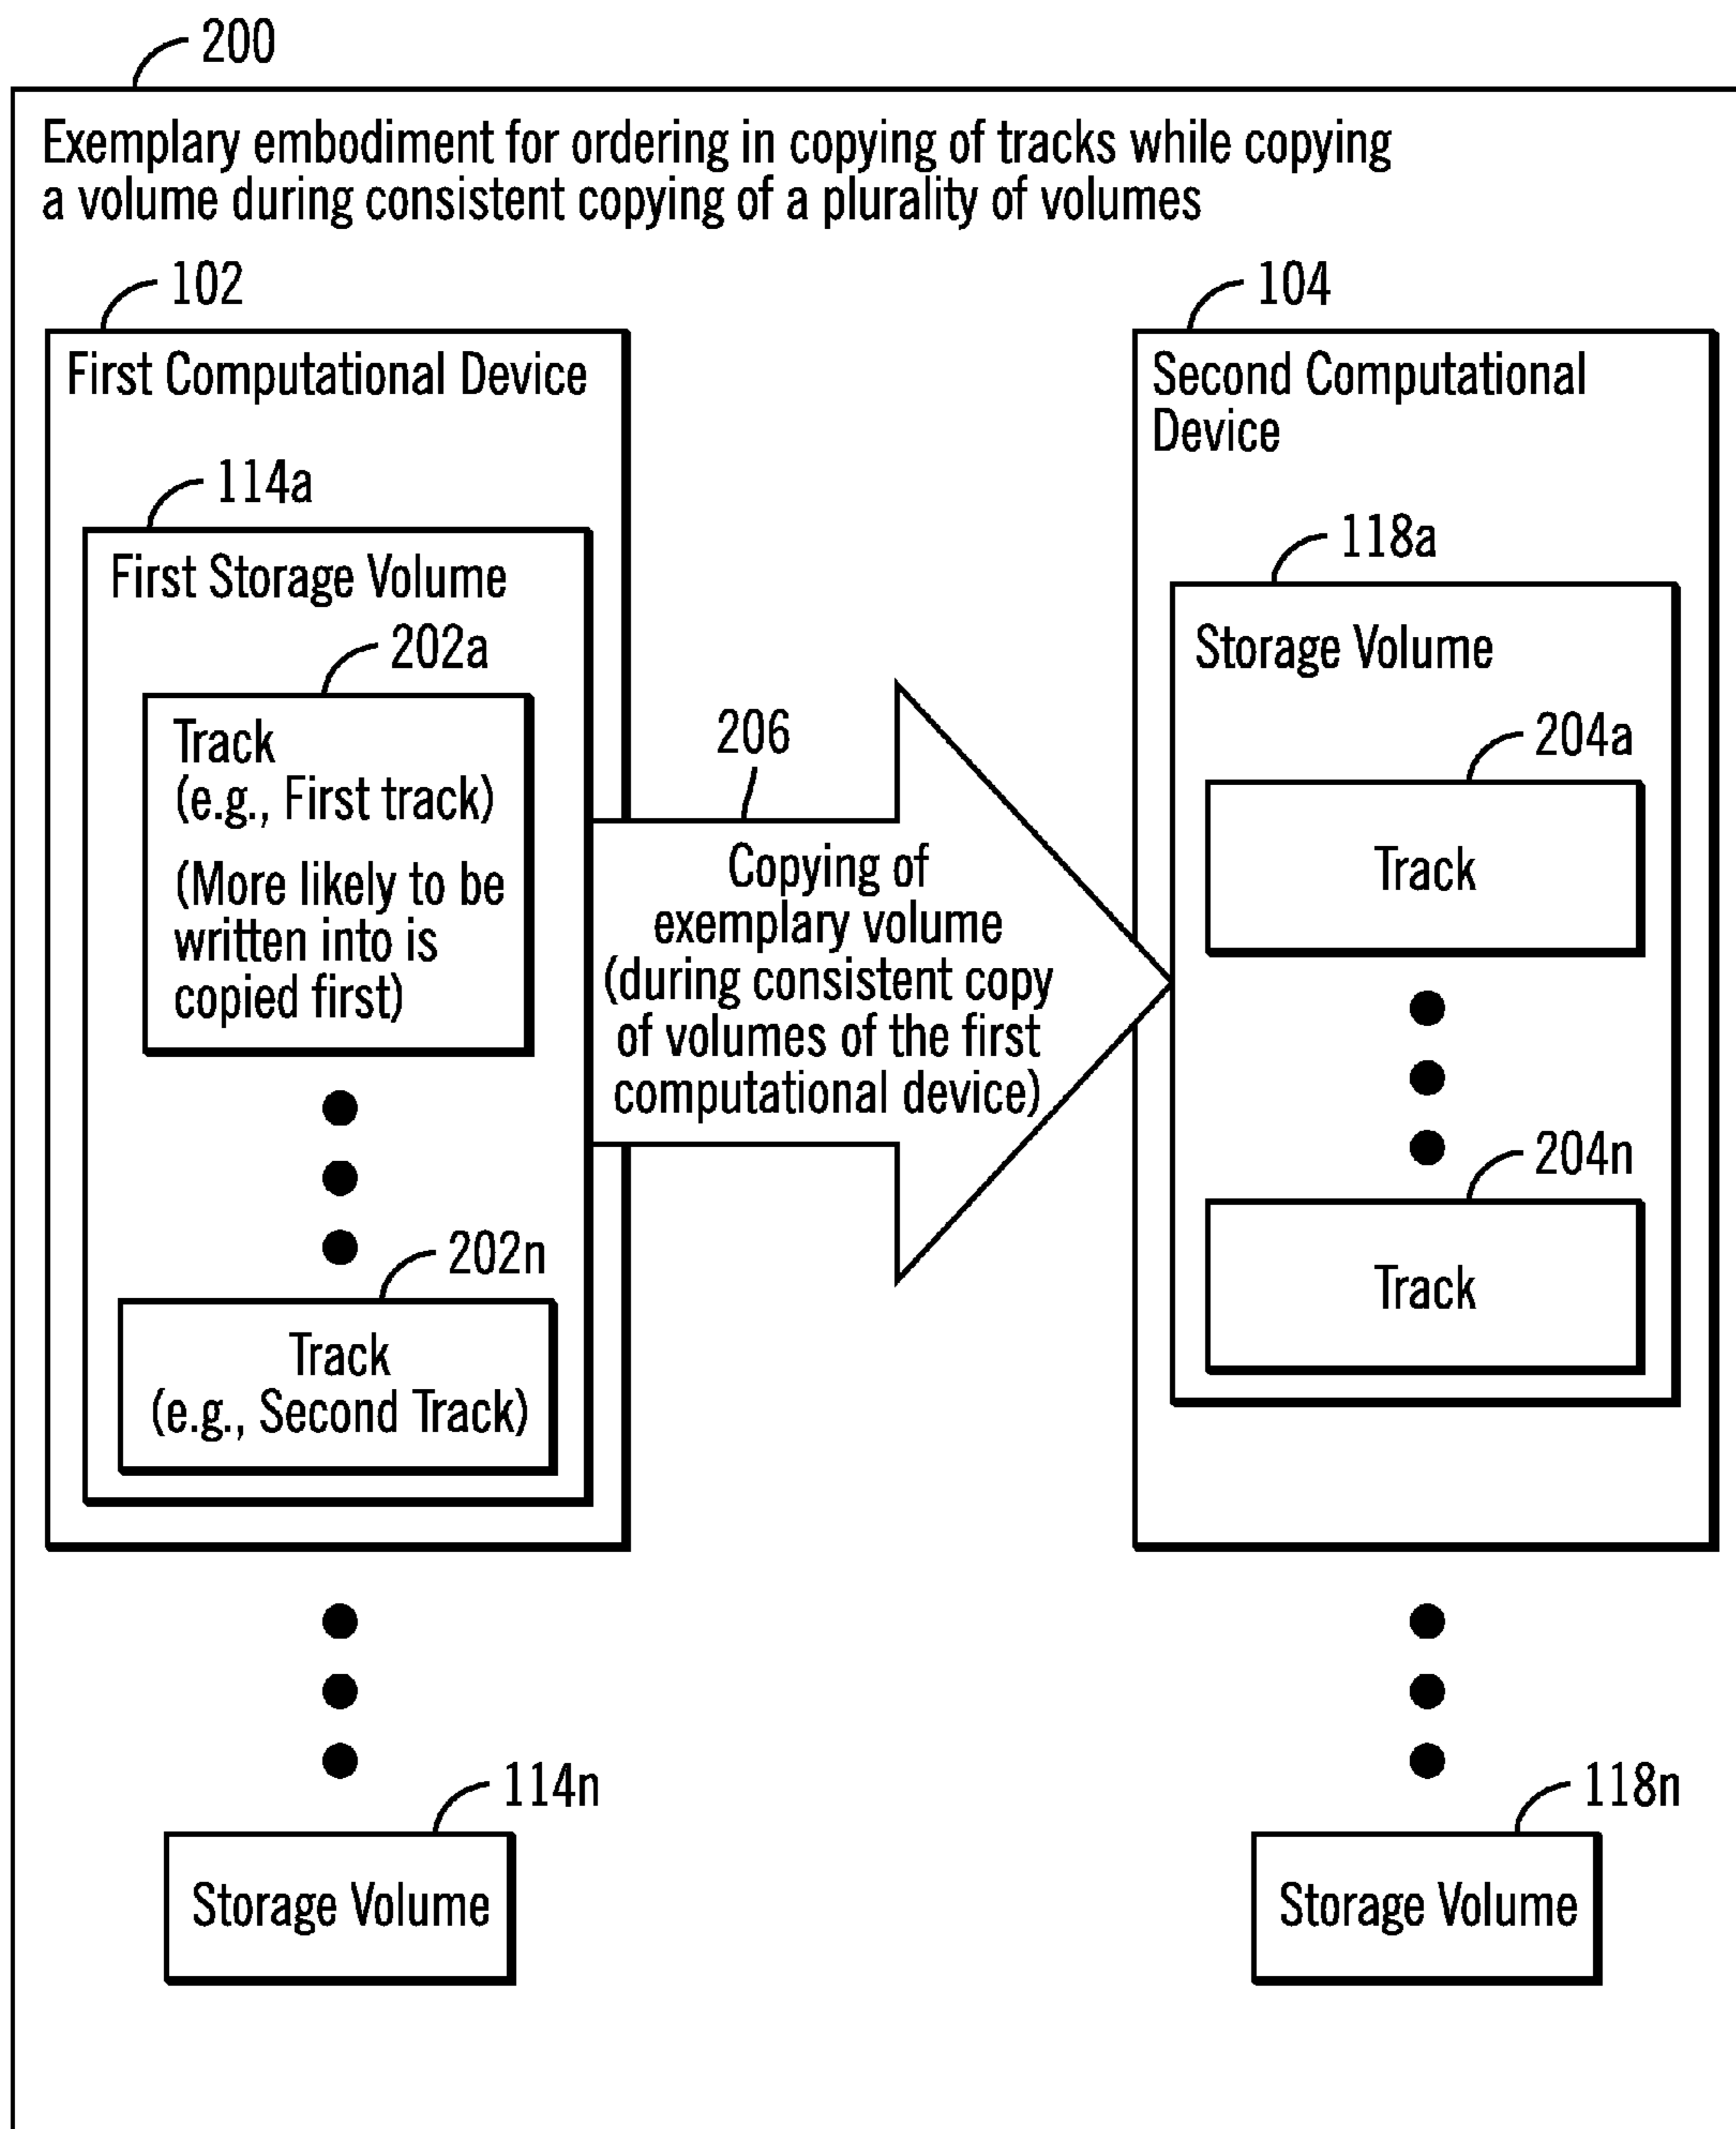 200
Exemplary embodiment for ordering in copying of tracks while copying
a volume during consistent copying of a plurality of volumes
102
First Computational Device
114a
First Storage Volume
202a
Track
(e.g., First track)
(More likely to be
written into is
copied first)
202n
Track
(e.g., Second Track)
206
Copying of
exemplary volume
(during consistent copy
of volumes of the first
computational device)
104
Second Computational
Device
118a
Storage Volume
204a
Track
204n
Track
114n
Storage Volume
118n
Storage Volume